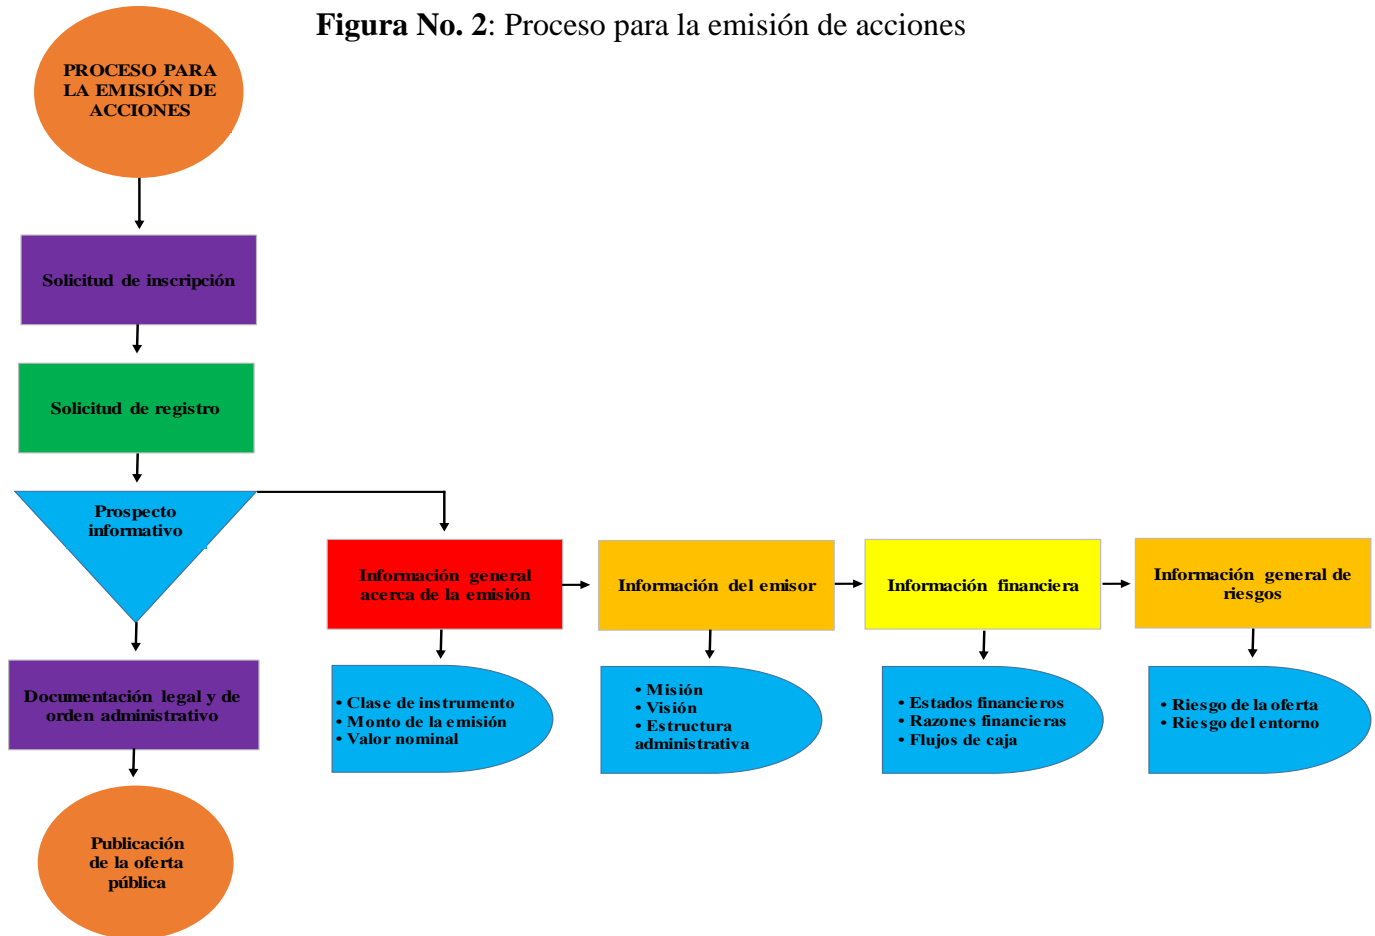 Figura No. 2: Proceso para la emisión de acciones
PROCESO PARA
LA EMISIÓN DE
ACCIONES
Solicitud de inscripción
Solicitud de registro
Prospecto
informativo
Información general
acerca de la emisión
Información del emisor
Información financiera
Información general de
riesgos
• Clase de instrumento
• Monto de la emisión
• Valor nominal
• Misión
• Visión
• Estructura
administrativa
• Estados financieros
• Razones financieras
• Flujos de caja
• Riesgo de la oferta
• Riesgo del entorno
Documentación legal y de
orden administrativo
Publicación
de la oferta
pública